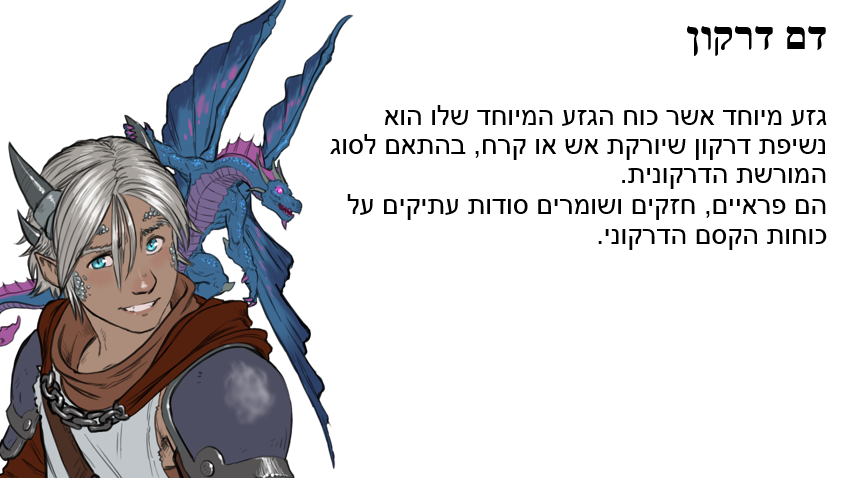 דם דרקון
גזע מיוחד אשר כוח הגזע המיוחד שלו הוא
נשיפת דרקון שיורקת אש או קרח, בהתאם לסוג
המורשת הדרקונית.
הם פראיים, חזקים ושומרים סודות עתיקים על
כוחות הקסם הדרקוני.